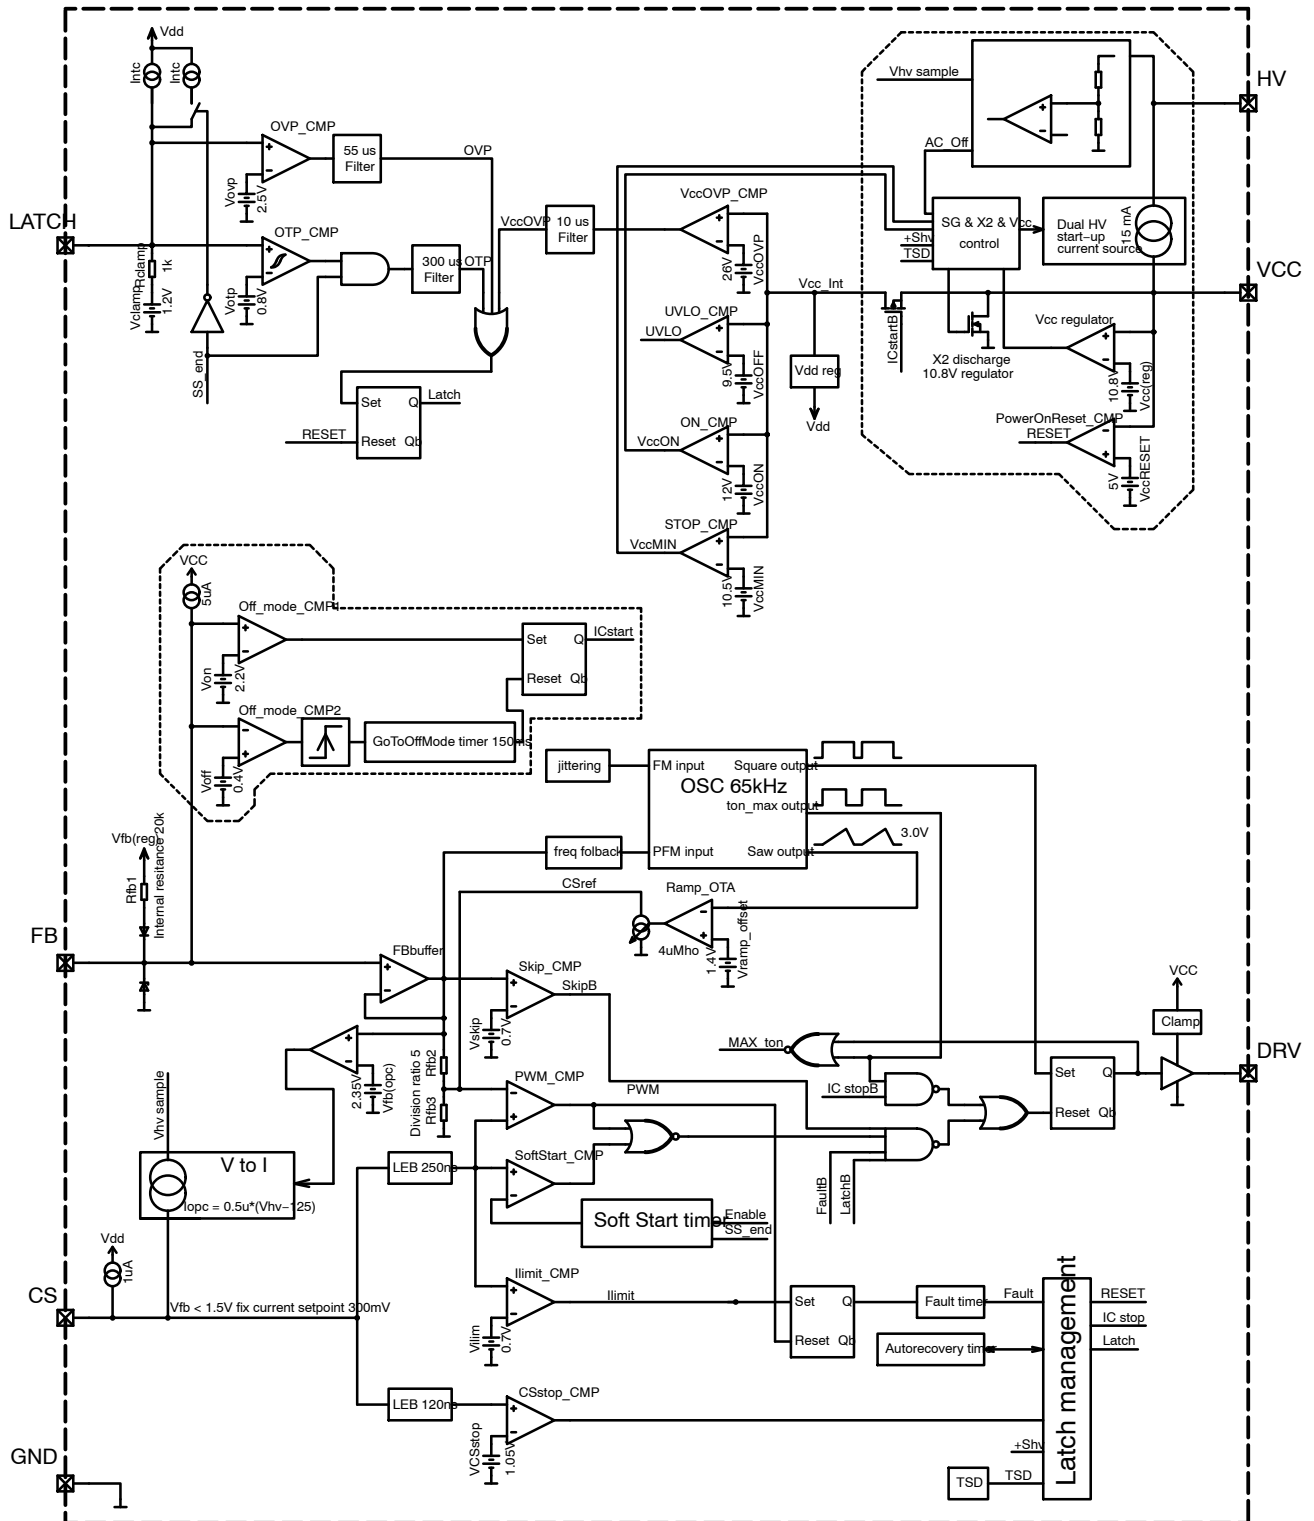 Vdd
Intc
Intc
OVP_CMP
55 us
Filter
OVP
Vovp
2.5V
LATCH
OTP_CMP
300 us
Filter
OTP
Rclamp
1k
Vclamp
1.2V
Votp
0.8V
SS_end
Set
Q
Latch
RESET
Reset
Qb
VccOVP
10 us
Filter
VccOVP_CMP
26V
VccOVP
UVLO_CMP
UVLO
9.5V
VccOFF
ON_CMP
VccON
12V
VccON
STOP_CMP
VccMIN
10.5V
VccMIN
Vcc_Int
Vdd reg
Vdd
ICstartB
Vhv sample
AC_Off
SG & X2 & Vcc
control
+Shv
TSD
Dual HV
start-up
current source
15 mA
HV
VCC
X2 discharge
10.8V regulator
Vcc regulator
10.8V
Vcc(reg)
PowerOnReset_CMP
RESET
5V
VccRESET
VCC
5uA
Off_mode_CMP1
Von
2.2V
Set
Q
ICstart
Reset
Qb
Off_mode_CMP2
GoToOffMode timer 150ms
Voff
0.4V
jittering
FM input
Square output
OSC 65kHz
ton_max output
freq folback
PFM input
Saw output
3.0V
Vfb(reg)
Rfb1
Internal resitance 20k
FB
FBbuffer
CSref
Ramp_OTA
4uMho
1.4V
Vramp_offset
Skip_CMP
SkipB
Vskip
0.7V
2.35V
Vfb(opc)
Division ratio 5
Rfb2
Rfb3
PWM_CMP
PWM
MAX_ton
IC stopB
Set
Q
Reset
Qb
VCC
Clamp
DRV
Vhv sample
V to I
Iopc = 0.5u*(Vhv-125)
LEB 250ns
SoftStart_CMP
Soft Start timer
Enable
SS_end
FaultB
LatchB
Vdd
1uA
CS
Vfb < 1.5V fix current setpoint 300mV
Ilimit_CMP
Ilimit
Vilim
0.7V
Set
Q
Reset
Qb
Fault timer
Fault
Autorecovery timer
Latch management
RESET
IC stop
Latch
LEB 120ns
CSstop_CMP
VCSstop
1.05V
+Shv
TSD
TSD
GND